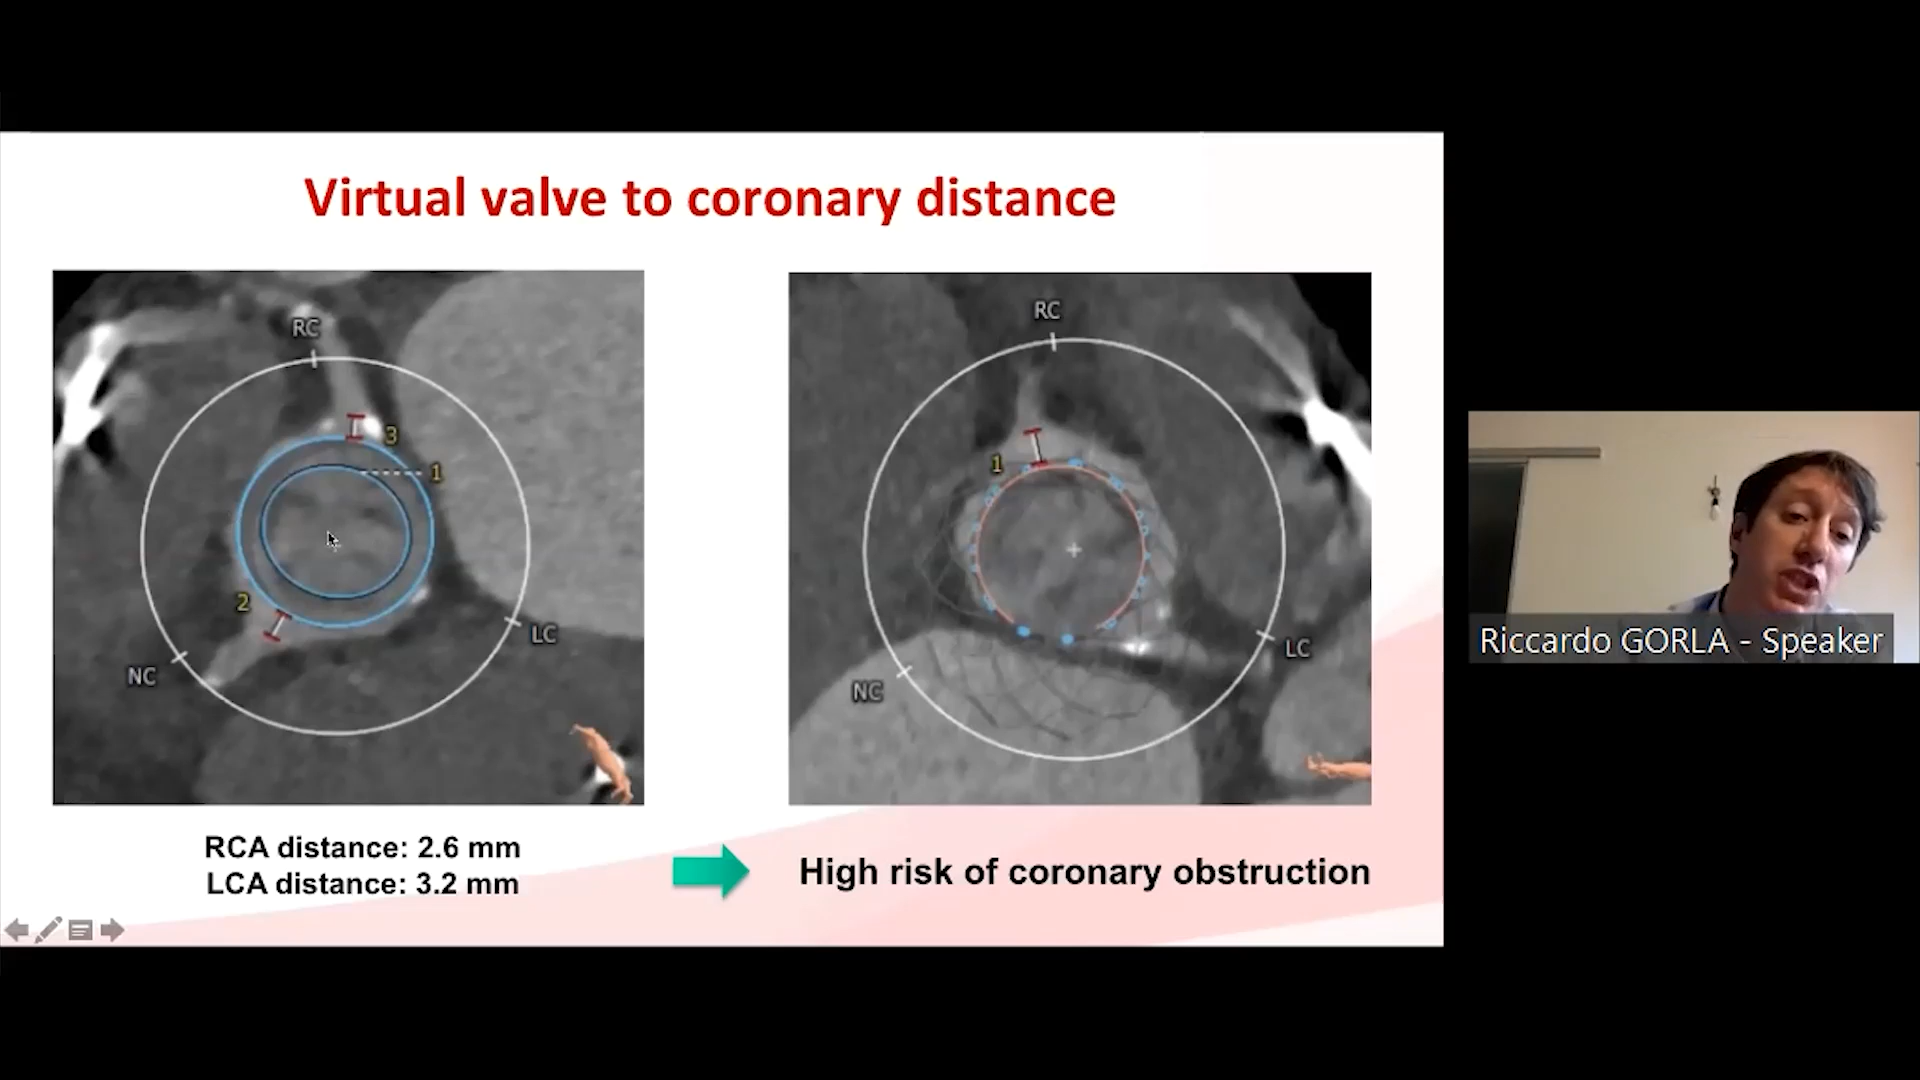 Virtual valve to coronary distance
RC
3
1
2
LC
NC
RC
1
LC
NC
RCA distance: 2.6 mm
LCA distance: 3.2 mm
High risk of coronary obstruction
Riccardo GORLA - Speaker